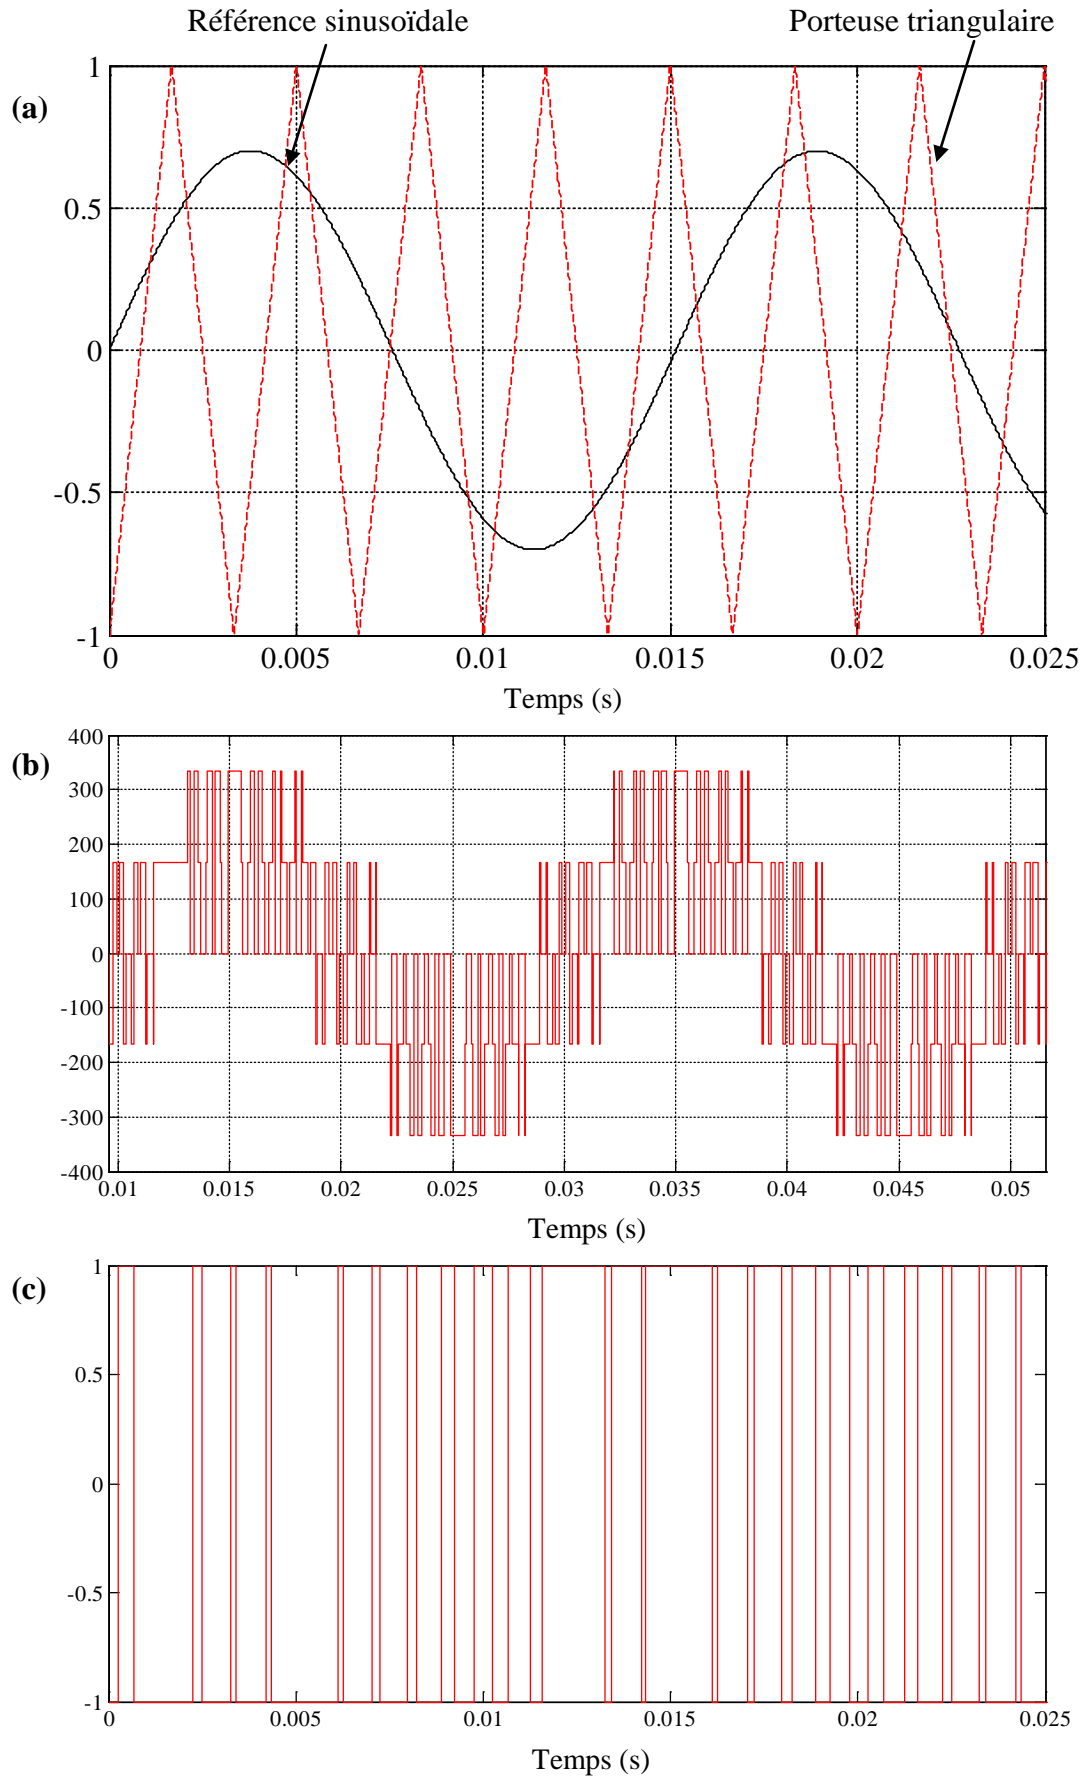 Référence sinusoïdale
Porteuse triangulaire
(a)
1
0.5
0
-0.5
-1
0 0.005 0.01 0.015 0.02 0.025
Temps (s)
(b)
400
300
200
100
0
-100
-200
-300
-400
0.01 0.015 0.02 0.025 0.03 0.035 0.04 0.045 0.05
Temps (s)
(c)
1
0.5
0
-0.5
-1
0 0.005 0.01 0.015 0.02 0.025
Temps (s)